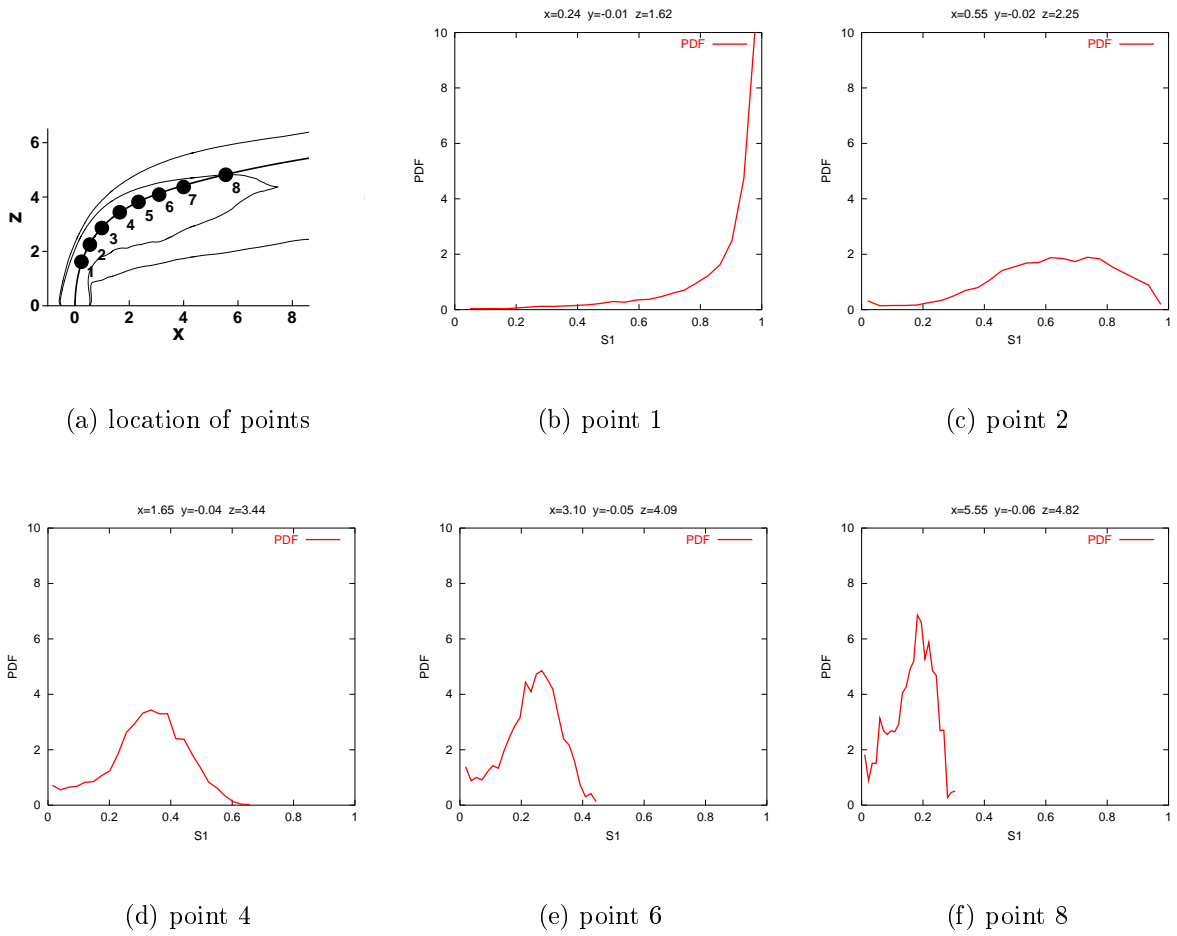 x=0.24 y=-0.01 z=1.62
x=0.55 y=-0.02 z=2.25
6
4
2
0
z
1
2
3
4
5
6
7
8
0 2 4 6 8
x
10
8
6
4
2
0
PDF
PDF
0 0.2 0.4 0.6 0.8 1
S1
10
8
6
4
2
0
PDF
PDF
0 0.2 0.4 0.6 0.8 1
S1
(a) location of points
(b) point 1
(c) point 2
x=1.65 y=-0.04 z=3.44
10
8
6
4
2
0
PDF
PDF
0 0.2 0.4 0.6 0.8 1
S1
x=3.10 y=-0.05 z=4.09
10
8
6
4
2
0
PDF
PDF
0 0.2 0.4 0.6 0.8 1
S1
x=5.55 y=-0.06 z=4.82
10
8
6
4
2
0
PDF
PDF
0 0.2 0.4 0.6 0.8 1
S1
(d) point 4
(e) point 6
(f) point 8